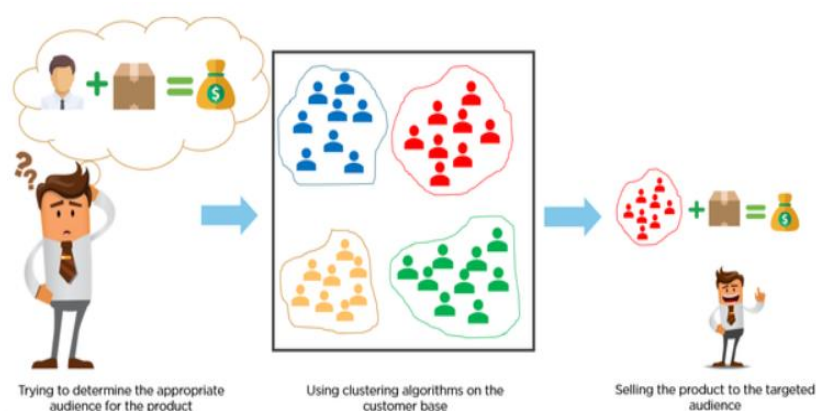 ??
$
Trying to determine the appropriate
audience for the product
Using clustering algorithms on the
customer base
$
Selling the product to the targeted
audience